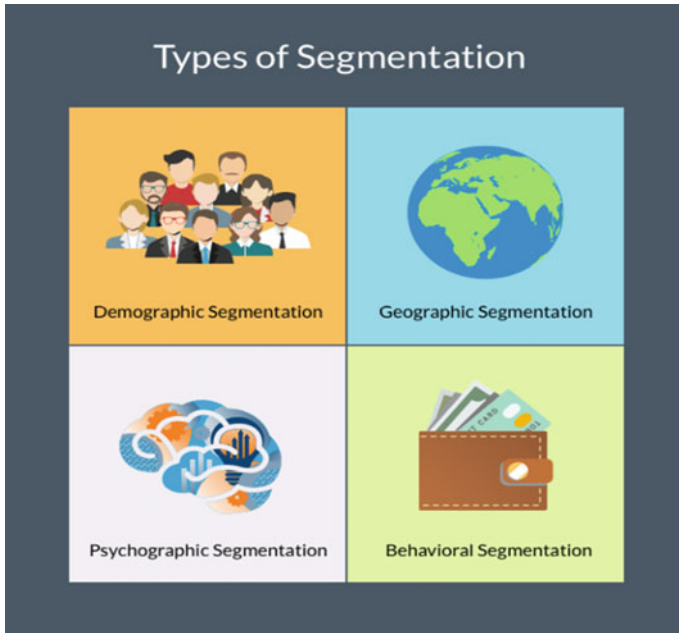 Types of Segmentation
Demographic Segmentation
Geographic Segmentation
Psychographic Segmentation
Behavioral Segmentation